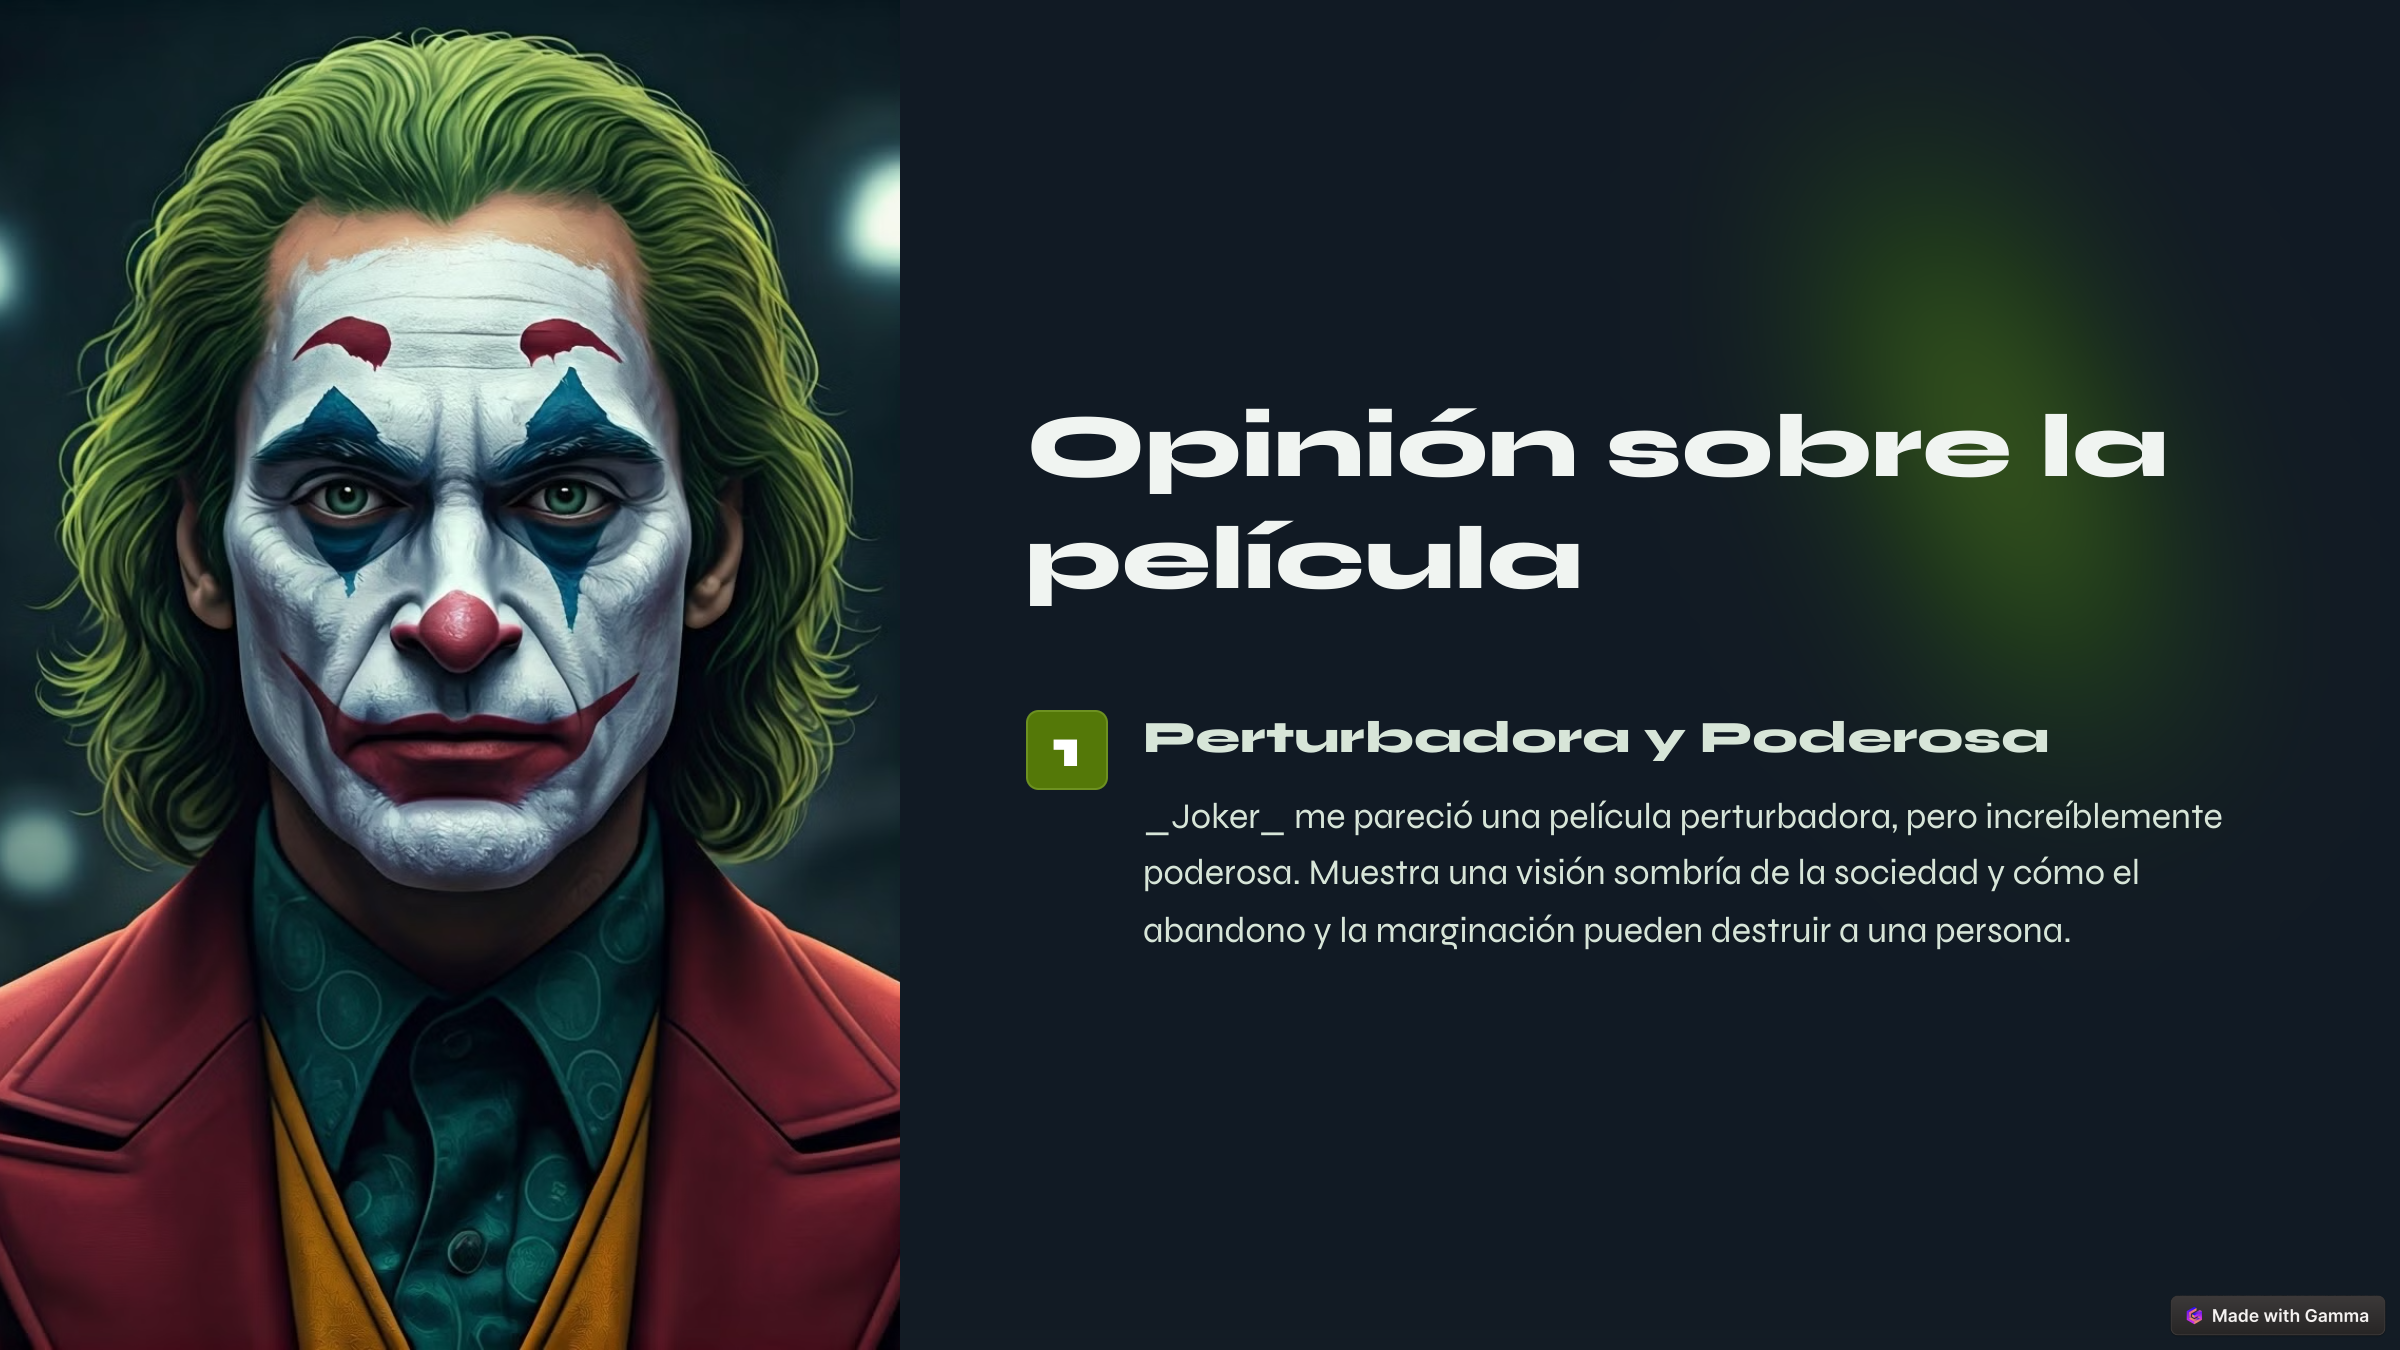 Opinión sobre la
película
1
Perturbadora y Poderosa
_Joker_ me pareció una película perturbadora, pero increíblemente
poderosa. Muestra una visión sombría de la sociedad y cómo el
abandono y la marginación pueden destruir a una persona.
Made with Gamma